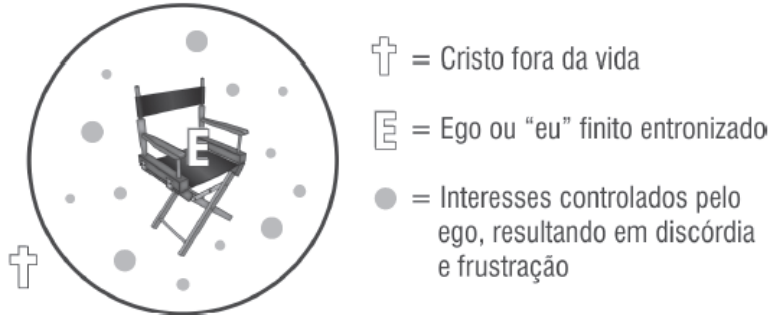 = Cristo fora da vida
E
E = Ego ou “eu” finito entronizado
= Interesses controlados pelo
ego, resultando em discórdia
e frustração